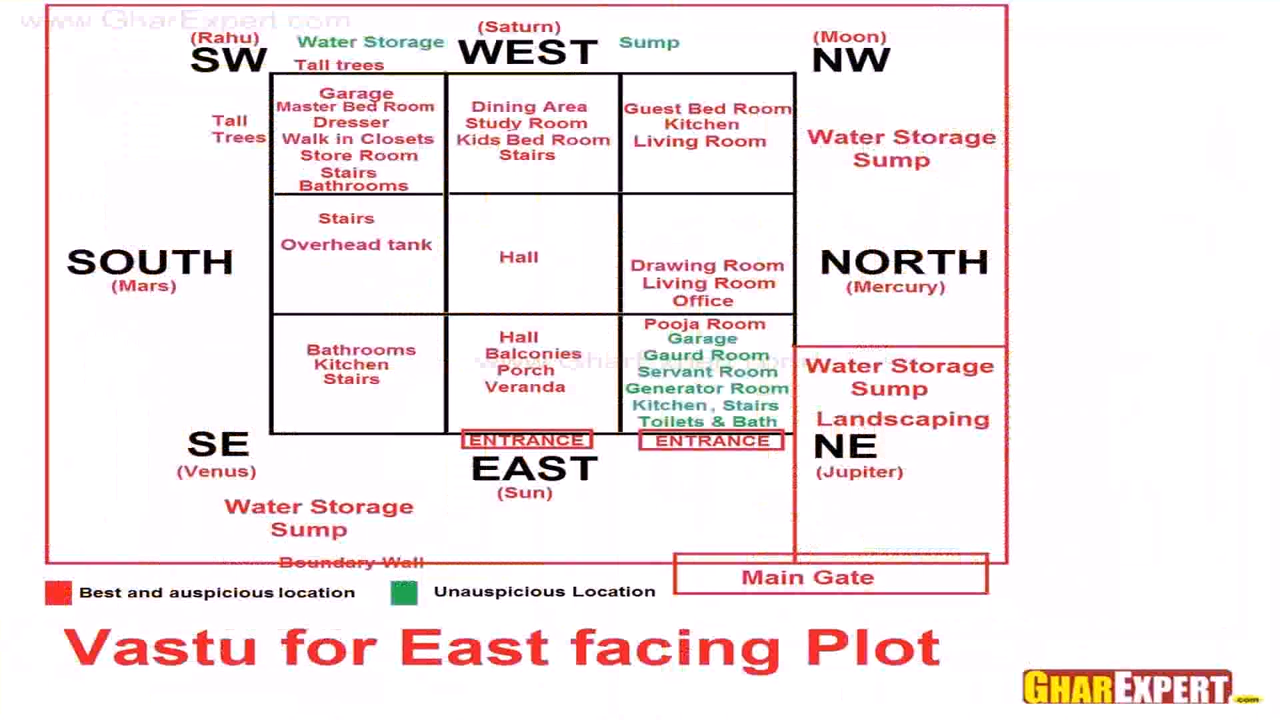 www.GharExpert.com
(Rahu)
SW
Water Storage
(Saturn)
WEST
Sump
(Moon)
NW
Tall trees
Tall
Trees
Garage
Master Bed Room
Dresser
Walk in Closets
Store Room
Stairs
Bathrooms
Dining Area
Study Room
Kids Bed Room
Stairs
Guest Bed Room
Kitchen
Living Room
Water Storage
Sump
SOUTH
(Mars)
Stairs
Overhead tank
Hall
Drawing Room
Living Room
Office
NORTH
(Mercury)
Bathrooms
Kitchen
Stairs
Hall
Balconies
Porch
Veranda
Pooja Room
Garage
Gaurd Room
Servant Room
Generator Room
Kitchen, Stairs
Toilets & Bath
Water Storage
Sump
Landscaping
NE
(Jupiter)
SE
(Venus)
ENTRANCE
ENTRANCE
EAST
(Sun)
Water Storage
Sump
Boundary Wall
Main Gate
Best and auspicious location
Unauspicious Location
Vastu for East facing Plot
GHAREXPERT.com